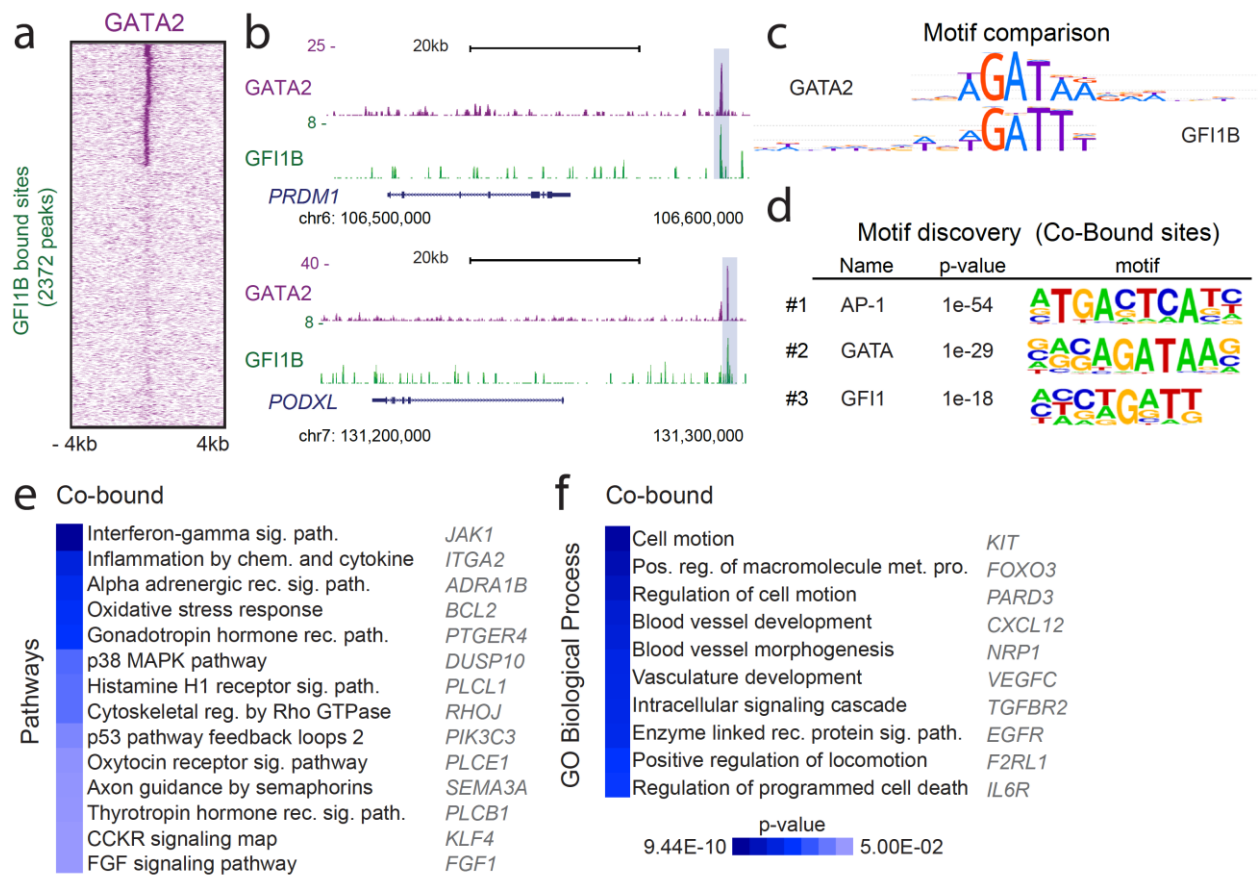 a
GATA2
GFI1B bound sites
(2372 peaks)
- 4kb 4kb
b
25 -
20kb
GATA2
8 -
GFI1B
PRDM1
chr6: 106,500,000 106,600,000
40 -
20kb
GATA2
8 -
GFI1B
PODXL
chr7: 131,200,000 131,300,000
c
Motif comparison
GATA2
AGATAA
GFI1B
AGATT
d
Motif discovery (Co-Bound sites)
Name p-value motif
#1 AP-1 1e-54 ATGACTCATC
#2 GATA 1e-29 GACAGATAAG
#3 GFI1 1e-18 ACCTGATT
e Co-bound
Pathways
Interferon-gamma sig. path. JAK1
Inflammation by chem. and cytokine ITGA2
Alpha adrenergic rec. sig. path. ADRA1B
Oxidative stress response BCL2
Gonadotropin hormone rec. path. PTGER4
p38 MAPK pathway DUSP10
Histamine H1 receptor sig. path. PLCL1
Cytoskeletal reg. by Rho GTPase RHOJ
p53 pathway feedback loops 2 PIK3C3
Oxytocin receptor sig. pathway PLCE1
Axon guidance by semaphorins SEMA3A
Thyrotropin hormone rec. sig. path. PLCB1
CCKR signaling map KLF4
FGF signaling pathway FGF1
f Co-bound
GO Biological Process
Cell motion KIT
Pos. reg. of macromolecule met. pro. FOXO3
Regulation of cell motion PARD3
Blood vessel development CXCL12
Blood vessel morphogenesis NRP1
Vasculature development VEGFC
Intracellular signaling cascade TGFBR2
Enzyme linked rec. protein sig. path. EGFR
Positive regulation of locomotion F2RL1
Regulation of programmed cell death IL6R
p-value
9.44E-10 5.00E-02